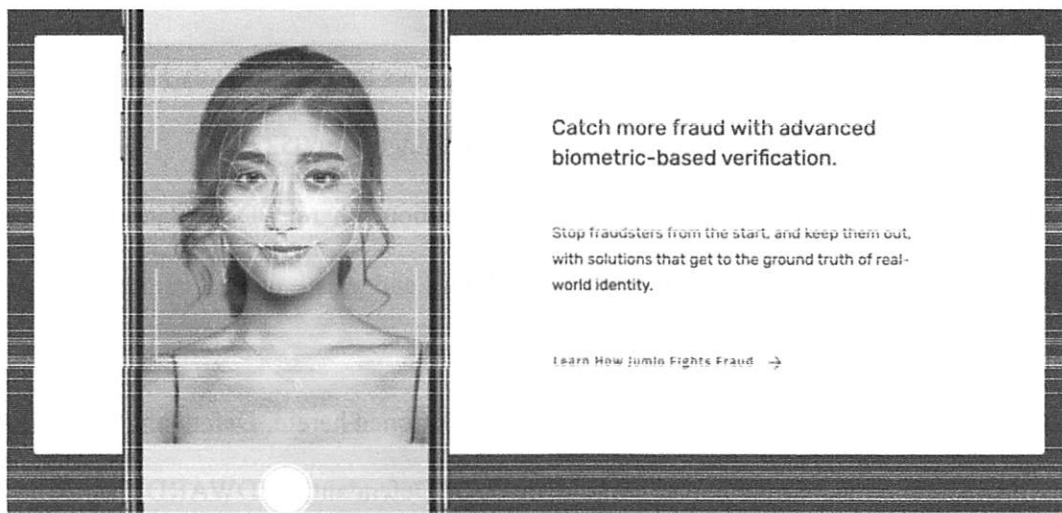 Catch more fraud with advanced
biometric-based verification.
Stop fraudsters from the start, and keep them out,
with solutions that get to the ground truth of real-
world identity.
Learn How Jumio Fights Fraud →